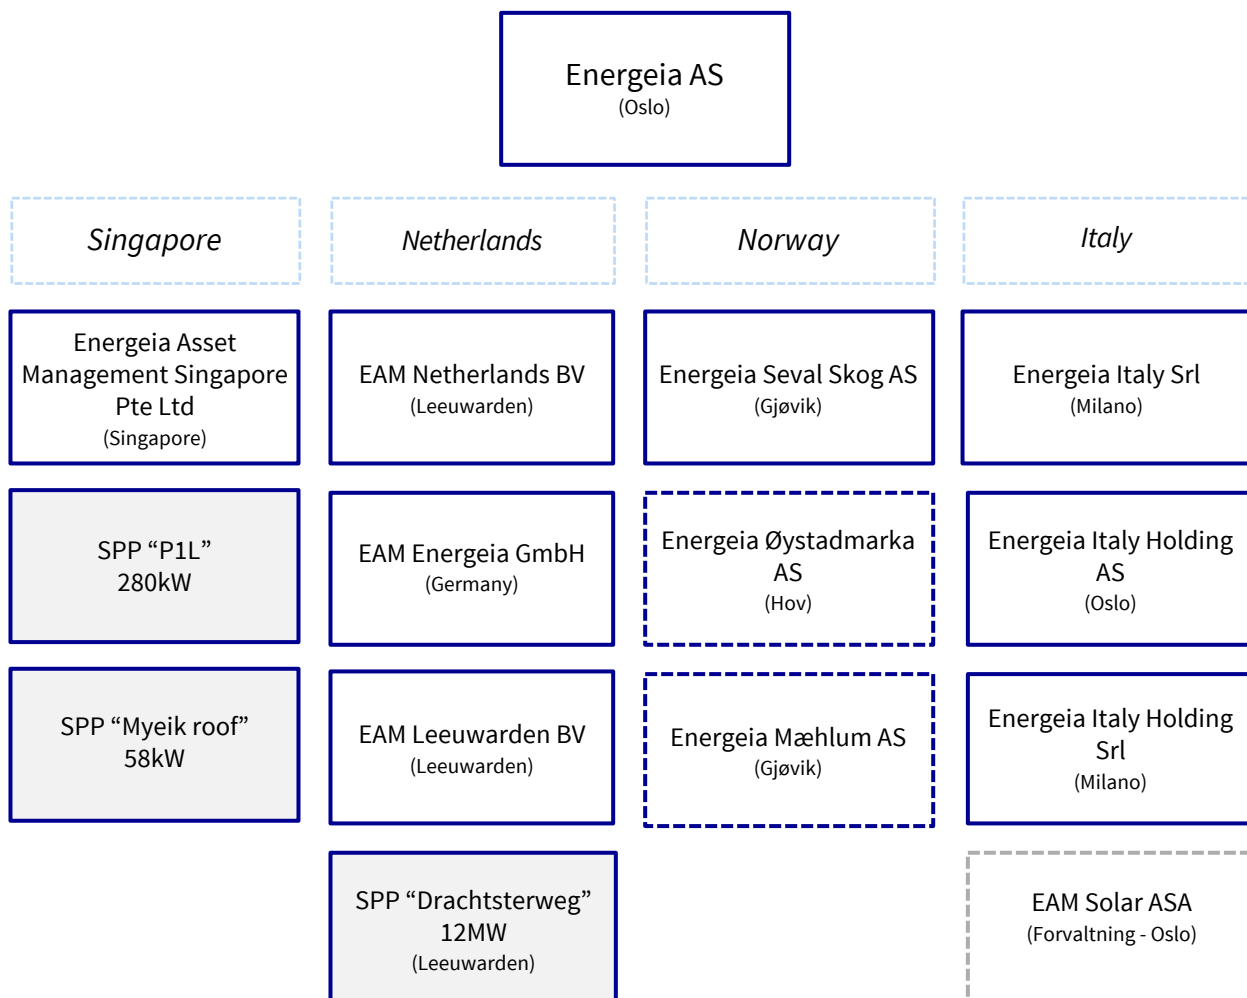 Energeia AS
(Oslo)
Singapore
Netherlands
Norway
Italy
Energeia Asset
Management Singapore
Pte Ltd
(Singapore)
EAM Netherlands BV
(Leeuwarden)
Energeia Seval Skog AS
(Gjøvik)
Energeia Italy Srl
(Milano)
SPP “P1L”
280kW
EAM Energeia GmbH
(Germany)
Energeia Øystadmarka
AS
(Hov)
Energeia Italy Holding
AS
(Oslo)
SPP “Myeik roof”
58kW
EAM Leeuwarden BV
(Leeuwarden)
Energeia Mæhlum AS
(Gjøvik)
Energeia Italy Holding
Srl
(Milano)
SPP “Drachtsterweg”
12MW
(Leeuwarden)
EAM Solar ASA
(Forvaltning - Oslo)